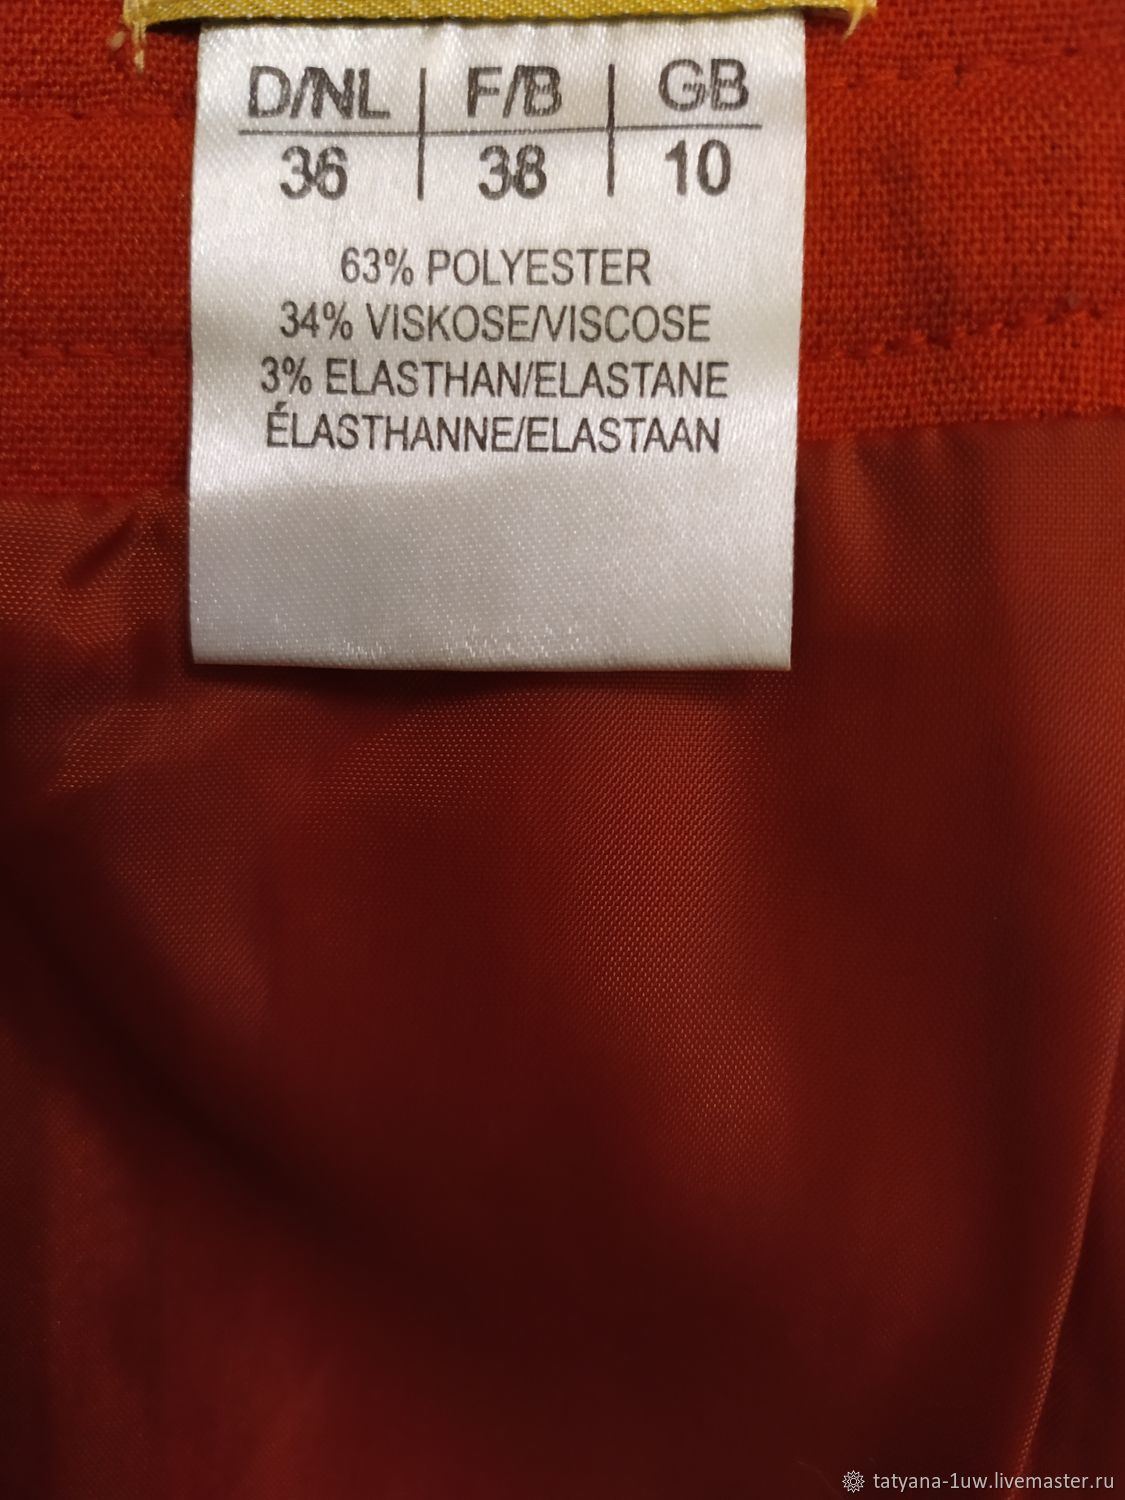 D/NL | F/B | GB
36 | 38 | 10
63% POLYESTER
34% VISKOSE/VISCOSE
3% ELASTHAN/ELASTANE
ÉLASTHANNE/ELASTAAN
tatyana-1uw.livemaster.ru